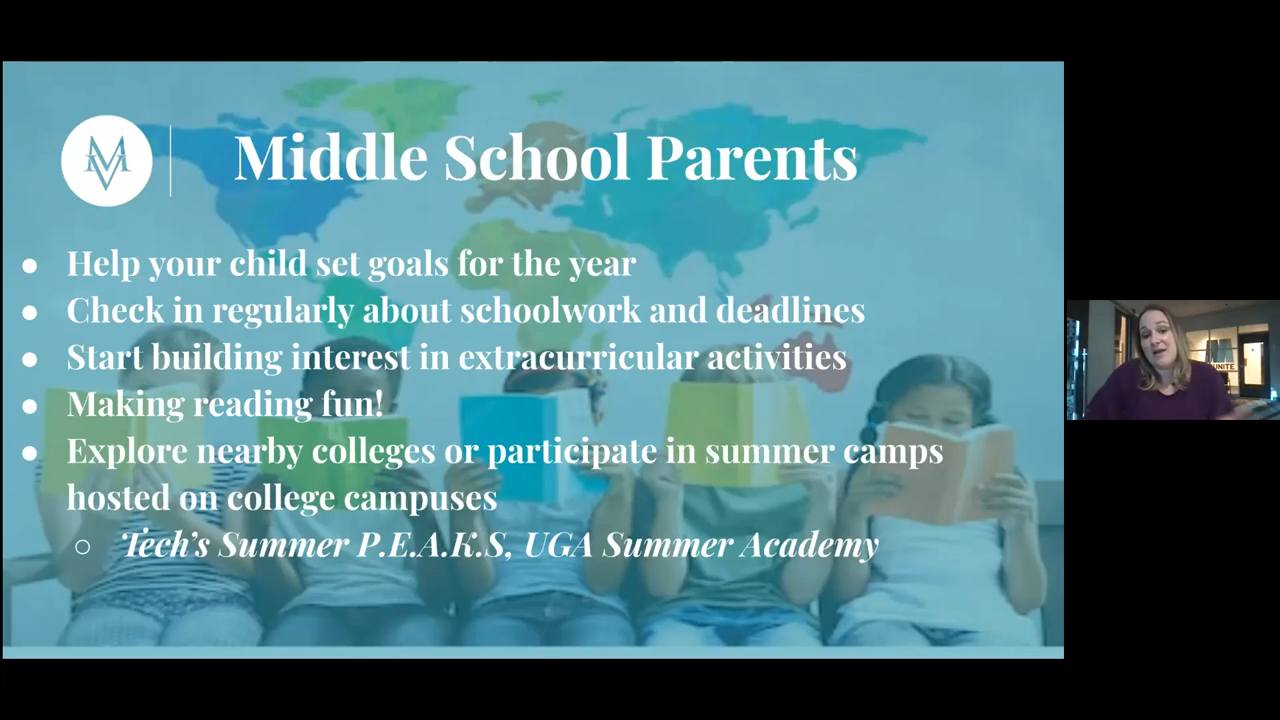 MV
Middle School Parents
● Help your child set goals for the year
● Check in regularly about schoolwork and deadlines
● Start building interest in extracurricular activities
● Making reading fun!
● Explore nearby colleges or participate in summer camps
hosted on college campuses
○ Tech's Summer P.E.A.K.S, UGA Summer Academy
UNITE